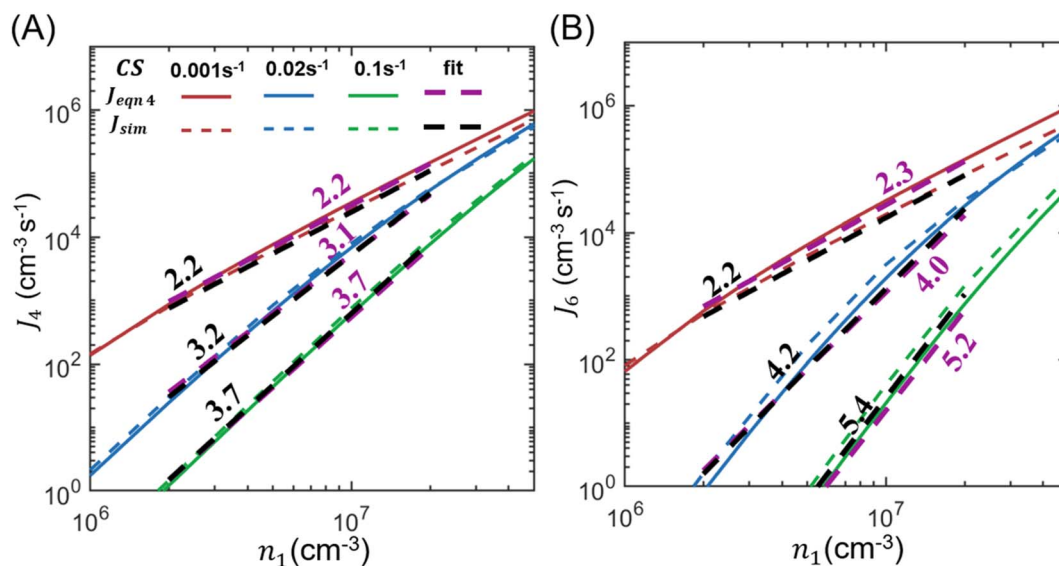 (A)
CS 0.001s⁻¹ 0.02s⁻¹ 0.1s⁻¹ fit
J_eqn 4
J_sim
10⁶
10⁴
10²
10⁰
J₄ (cm⁻³ s⁻¹)
2.2
2.2
3.1
3.2
3.7
3.7
10⁶ 10⁷
n₁(cm⁻³)
(B)
10⁶
10⁴
10²
10⁰
J₆ (cm⁻³ s⁻¹)
2.3
2.2
4.0
4.2
5.2
5.4
10⁶ 10⁷
n₁(cm⁻³)